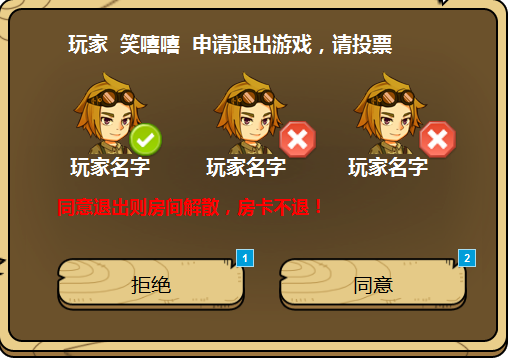 玩家 笑嘻嘻 申请退出游戏，请投票
玩家名字 玩家名字 玩家名字
同意退出则房间解散，房卡不退！
1 2
拒绝 同意